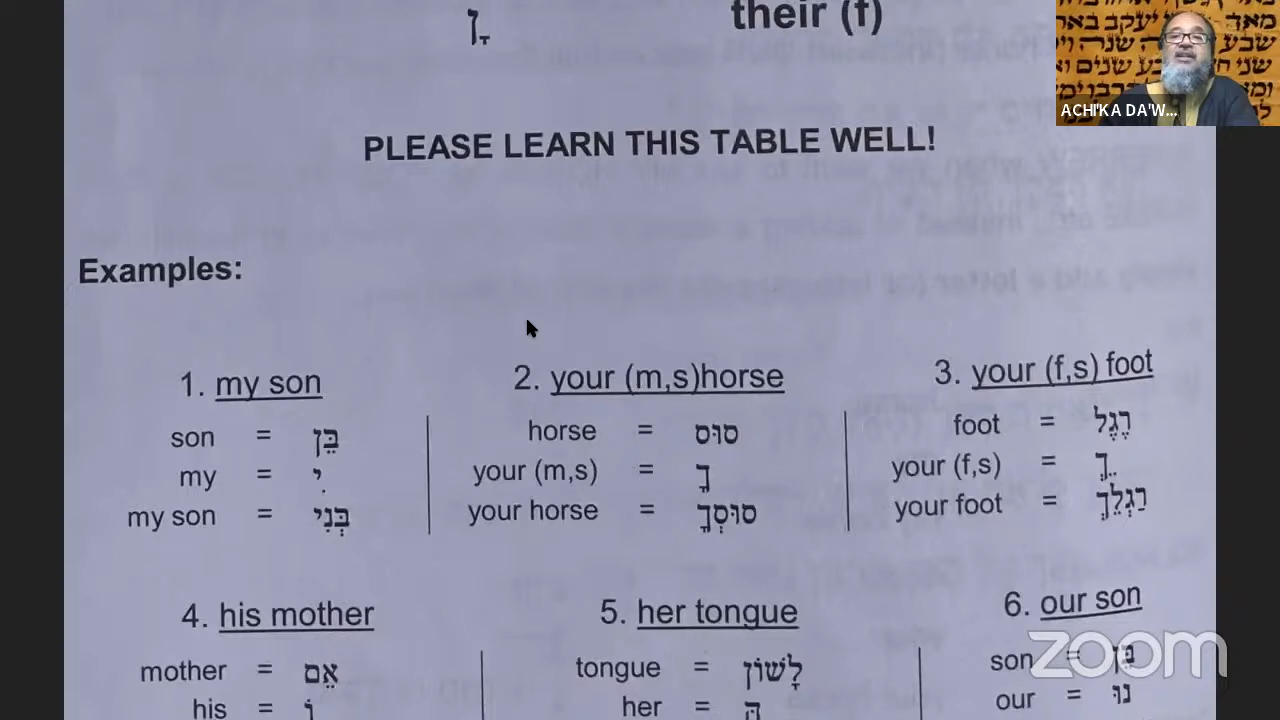 ָן their (f)
PLEASE LEARN THIS TABLE WELL!
Examples:
1. my son
son = בֵּן
my = ִי
my son = בְּנִי
2. your (m,s)horse
horse = סוּס
your (m,s) = ךָ
your horse = סוּסְךָ
3. your (f,s) foot
foot = רֶגֶל
your (f,s) = ֵךְ
your foot = רַגְלֵךְ
4. his mother
mother = אֵם
his = וֹ
5. her tongue
tongue = לָשׁוֹן
her = הּ
6. our son
son = בֵּן
our = נוּ
ACHI'KA DA'W...
zoom